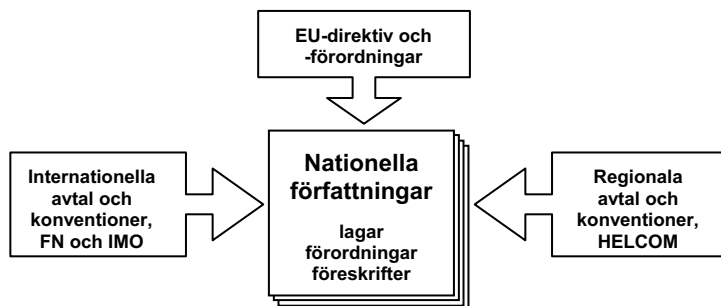 EU-direktiv och
-förordningar
Internationella
avtal och
konventioner,
FN och IMO
Nationella
författningar
lagar
förordningar
föreskrifter
Regionala
avtal och
konventioner,
HELCOM